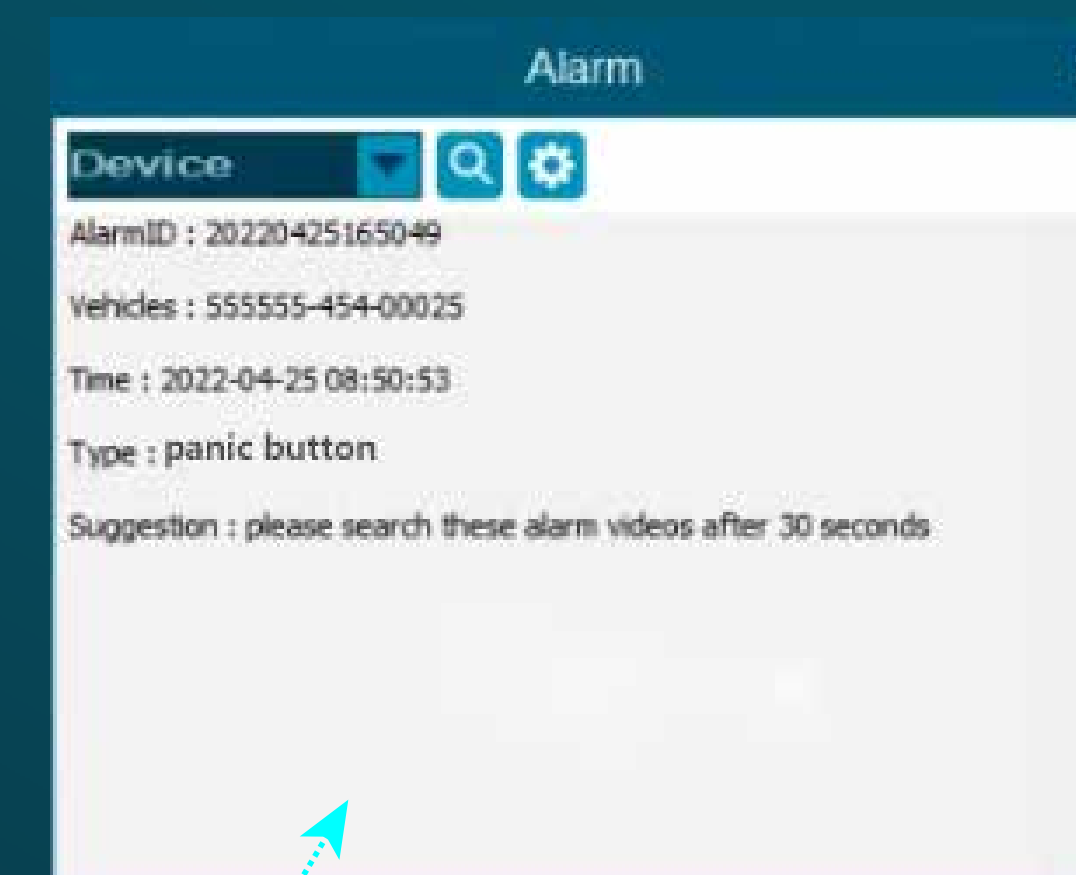 Alarm
Device
AlarmID : 20220425165049
Vehicles : 555555-454-00025
Time : 2022-04-25 08:50:53
Type : panic button
Suggestion : please search these alarm videos after 30 seconds